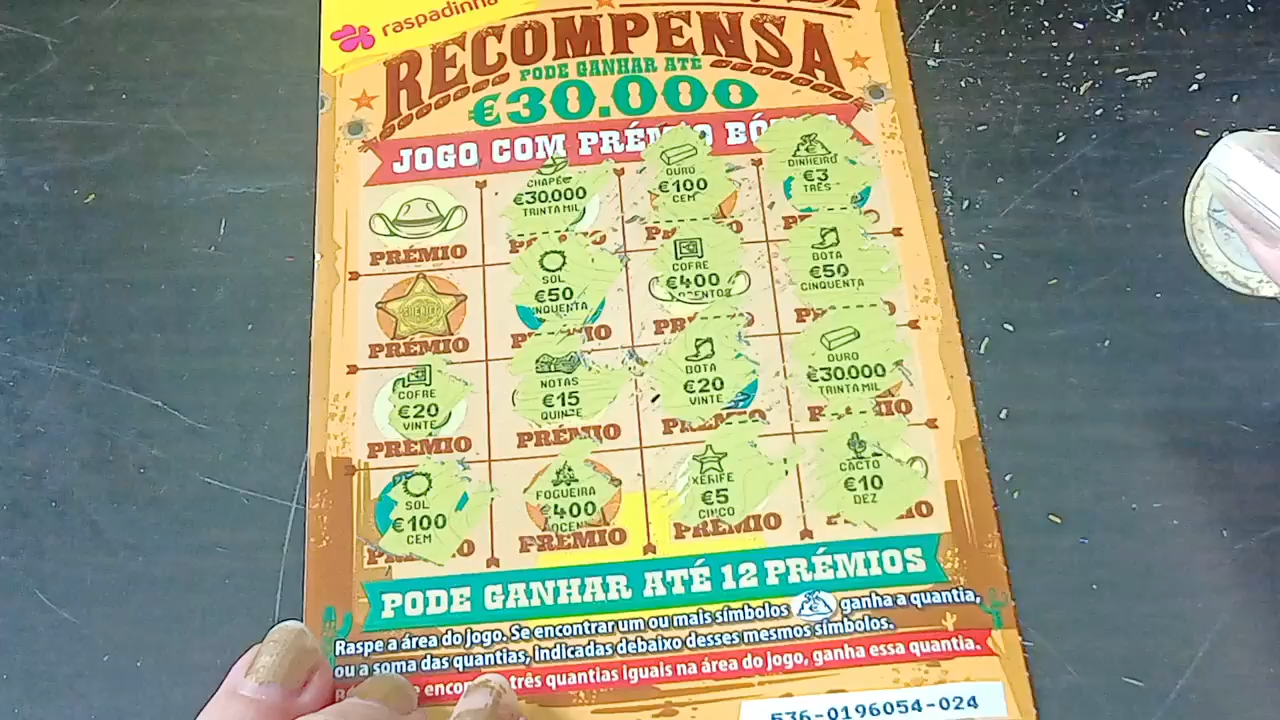 raspadinha
RECOMPENSA
PODE GANHAR ATÉ
€30.000
JOGO COM PRÉMIO
PRÉMIO
CHAPÉU
€30.000
TRINTA MIL
OURO
€100
CEM
DINHEIRO
€3
TRÊS
SHERIFF
PRÉMIO
SOL
€50
COFRE
€400
BOTA
€50
CINQUENTA
COFRE
€20
VINTE
PRÉMIO
NOTAS
€15
QUINZE
PRÉMIO
BOTA
€20
VINTE
PRÉMIO
OURO
€30.000
TRINTA MIL
SOL
€100
CEM
FOGUEIRA
€400
PRÉMIO
XERIFE
€5
CINCO
PRÉMIO
CACTO
€10
DEZ
PODE GANHAR ATÉ 12 PRÉMIOS
Raspe a área do jogo. Se encontrar um ou mais símbolos ganha a quantia,
ou a soma das quantias, indicadas debaixo desses mesmos símbolos.
três quantias iguais na área do jogo, ganha essa quantia.
536-0196054-024